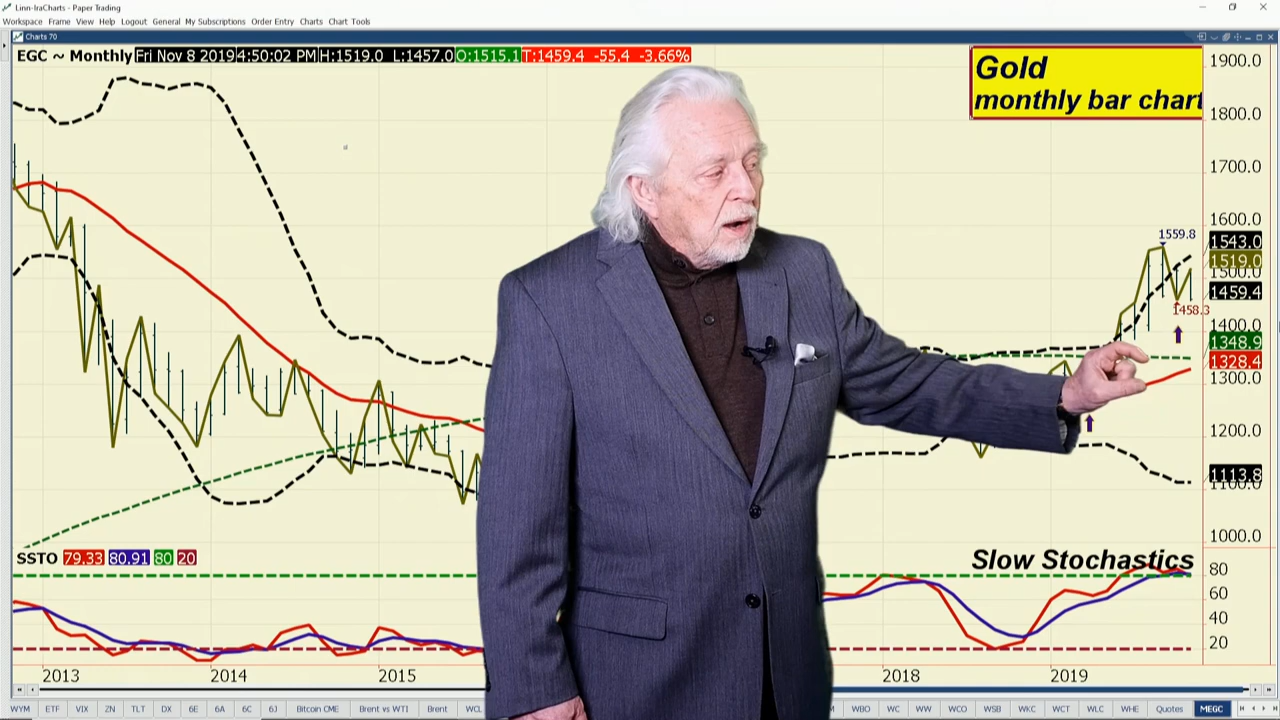 Linn-IraCharts - Paper Trading
Workspace Frame View Help Logout General My Subscriptions Order Entry Charts Chart Tools
Charts 70
EGC ~ Monthly Fri Nov 8 2019 4:50:02 PM H:1519.0 L:1457.0 O:1515.1 T:1459.4 -55.4 -3.66%
Gold
monthly bar chart
1900.0
1800.0
1700.0
1600.0
1559.8
1543.0
1519.0
1500.0
1459.4
1458.3
1400.0
1348.9
1328.4
1300.0
1200.0
1113.8
1100.0
1000.0
SSTO 79.33 80.91 80 20
Slow Stochastics
80
60
40
20
2013 2014 2015 2018 2019
WYM ETF VIX ZN TLT DX 6E 6A 6C 6J Bitcoin CME Brent vs WTI Brent WCL WBO WC WW WCO WSB WKC WCT WLC WHE Quotes MEGC